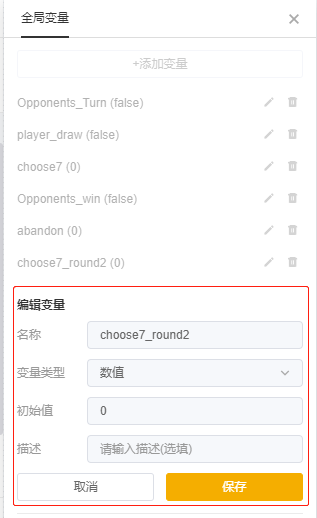 全局变量
+添加变量
Opponents_Turn (false)
player_draw (false)
choose7 (0)
Opponents_win (false)
abandon (0)
choose7_round2 (0)
编辑变量
名称 choose7_round2
变量类型 数值
初始值 0
描述 请输入描述(选填)
取消 保存